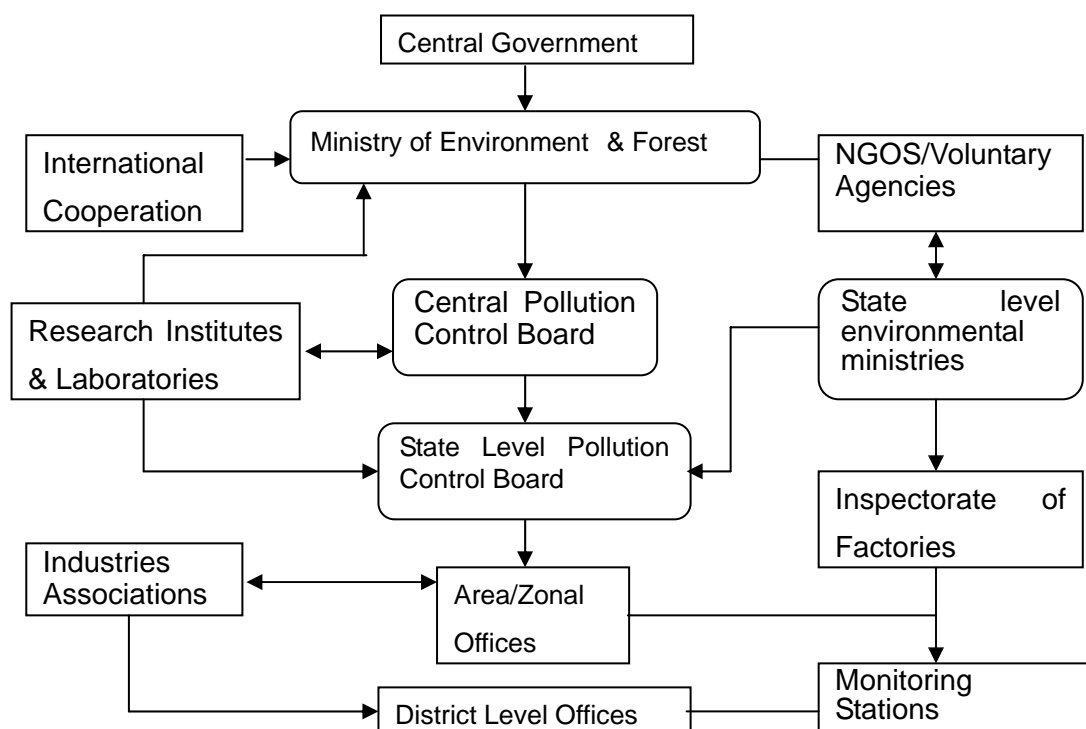 Central Government
Ministry of Environment & Forest
International
Cooperation
NGOS/Voluntary
Agencies
Central Pollution
Control Board
State level
environmental
ministries
Research Institutes
& Laboratories
State Level Pollution
Control Board
Inspectorate of
Factories
Industries
Associations
Area/Zonal
Offices
Monitoring
Stations
District Level Offices